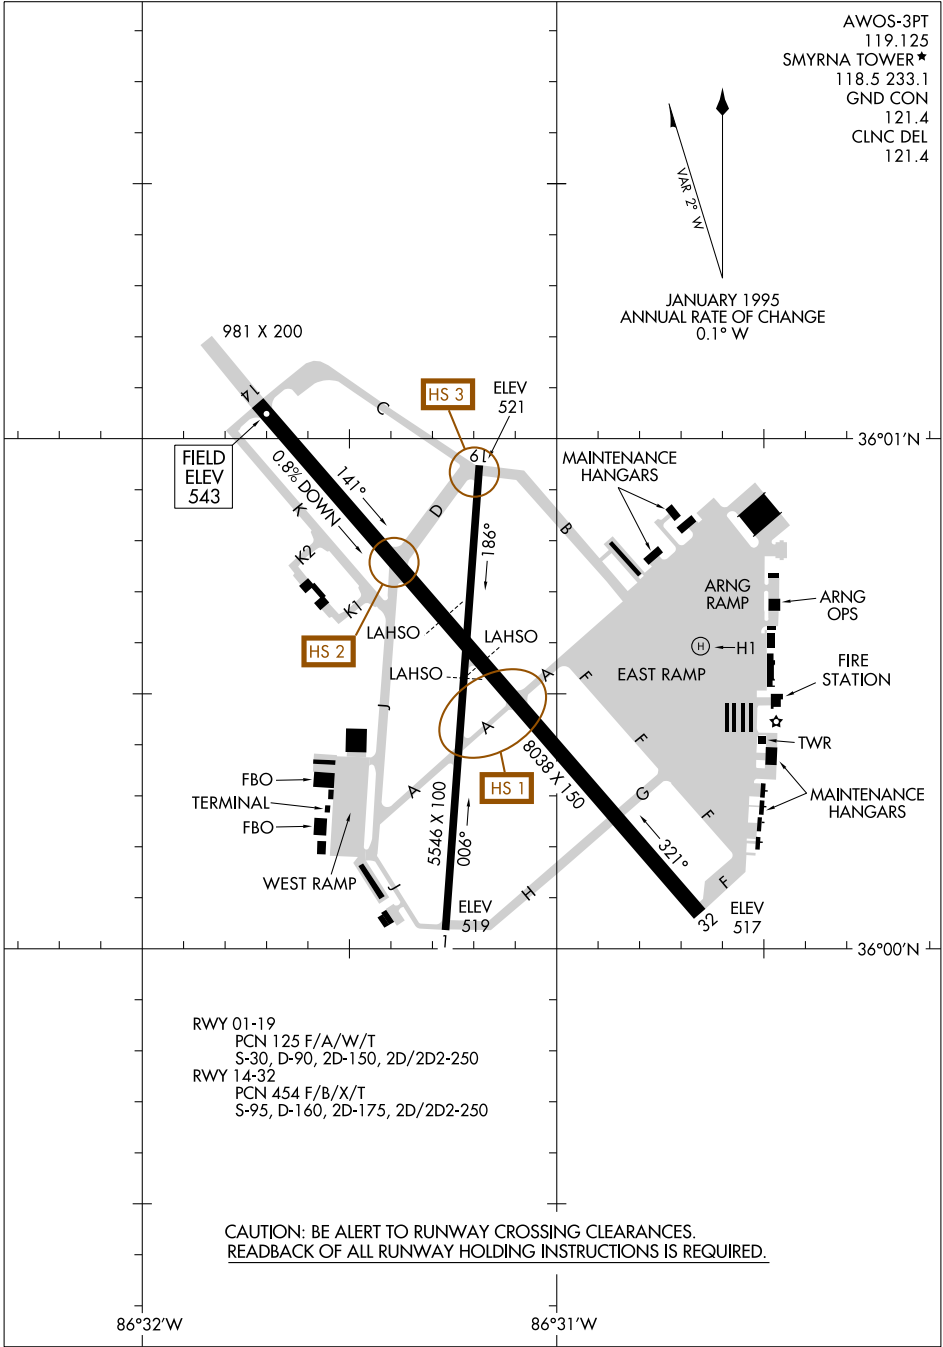 AWOS-3PT
119.125
SMYRNA TOWER★
118.5 233.1
GND CON
121.4
CLNC DEL
121.4
VAR 2° W
JANUARY 1995
ANNUAL RATE OF CHANGE
0.1° W
981 X 200
14
C
HS 3
ELEV
521
19
36°01'N
FIELD
ELEV
543
0.8% DOWN
141°
K
D
B
186°
MAINTENANCE
HANGARS
K2
K1
ARNG
RAMP
ARNG
OPS
LAHSO
LAHSO
LAHSO
HS 2
H
H1
EAST RAMP
FIRE
STATION
A
F
J
A
F
TWR
8038 X 150
HS 1
FBO
TERMINAL
FBO
A
G
F
MAINTENANCE
HANGARS
5546 X 100
006°
321°
WEST RAMP
J
H
F
ELEV
519
1
32
ELEV
517
36°00'N
RWY 01-19
PCN 125 F/A/W/T
S-30, D-90, 2D-150, 2D/2D2-250
RWY 14-32
PCN 454 F/B/X/T
S-95, D-160, 2D-175, 2D/2D2-250
CAUTION: BE ALERT TO RUNWAY CROSSING CLEARANCES.
READBACK OF ALL RUNWAY HOLDING INSTRUCTIONS IS REQUIRED.
86°32'W
86°31'W